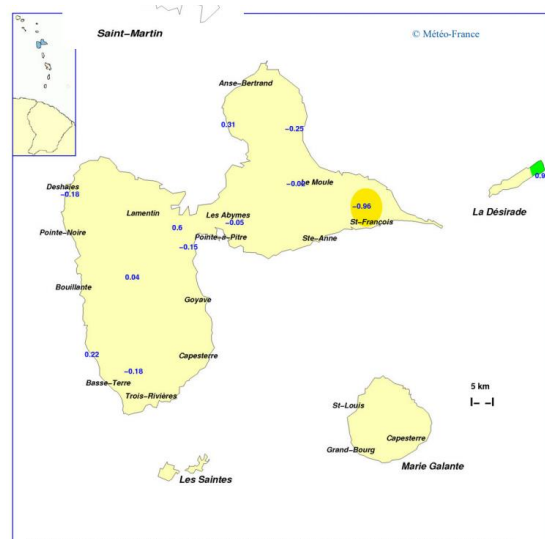 Saint-Martin
© Météo-France
Anse-Bertrand
0.31
-0.25
Le Moule
0.9
Deshaies
-0.16
-0.96
Lamentin
Les Abymes
-0.05
La Désirade
0.6
St-François
Pointe-Noire
Pointe-à-Pitre
Ste-Anne
-0.15
0.04
Bouillante
Goyave
0.22
Capesterre
-0.18
Basse-Terre
5 km
Trois-Rivières
St-Louis
Capesterre
Grand-Bourg
Marie Galante
Les Saintes